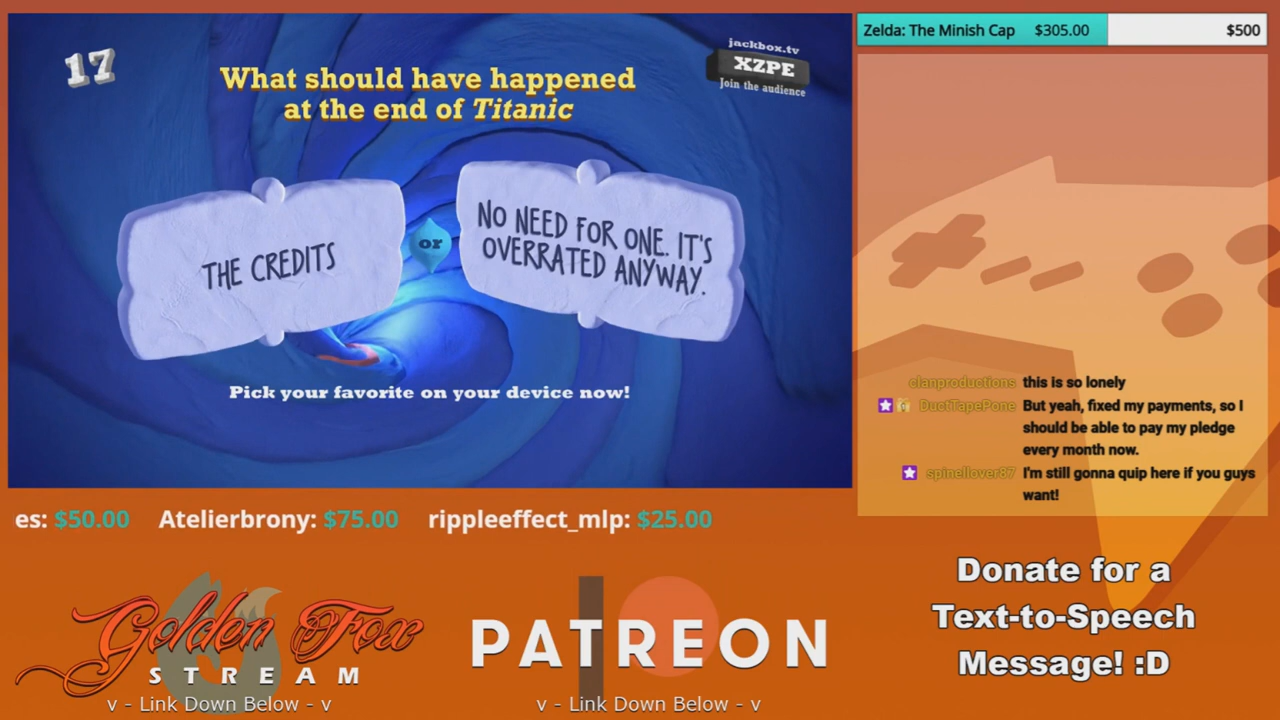 17
What should have happened
at the end of Titanic
jackbox.tv
XZPE
Join the audience
THE CREDITS
or
NO NEED FOR ONE. IT'S
OVERRATED ANYWAY.
Pick your favorite on your device now!
Zelda: The Minish Cap $305.00 $500
clanproductions this is so lonely
DuctTapePone But yeah, fixed my payments, so I
should be able to pay my pledge
every month now.
spinellover87 I'm still gonna quip here if you guys
want!
es: $50.00 Atelierbrony: $75.00 rippleeffect_mlp: $25.00
Golden Fox
STREAM
v - Link Down Below - v
PATREON
v - Link Down Below - v
Donate for a
Text-to-Speech
Message! :D